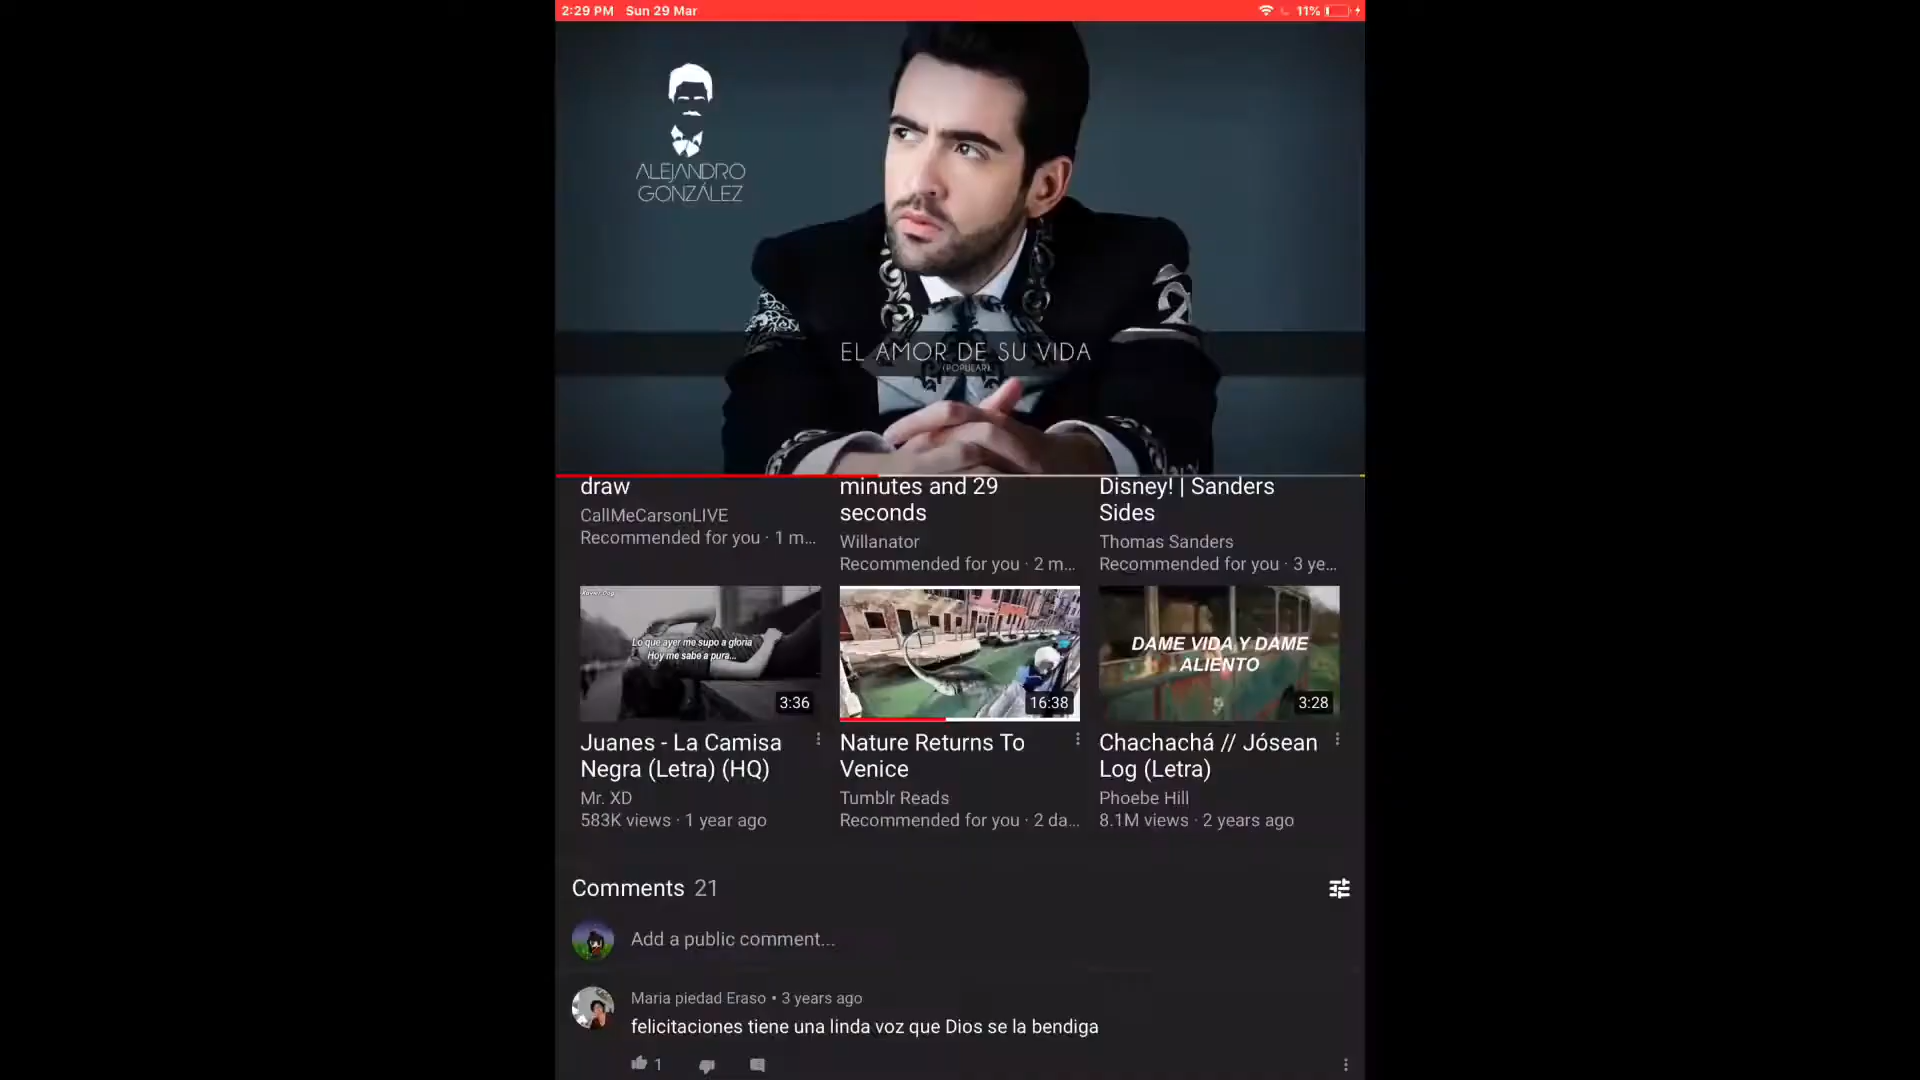 2:29 PM Sun 29 Mar
11%
ALEJANDRO
GONZÁLEZ
EL AMOR DE SU VIDA
(POPULAR)
draw
CallMeCarsonLIVE
Recommended for you · 1 m...
minutes and 29
seconds
Willanator
Recommended for you · 2 m...
Disney! | Sanders
Sides
Thomas Sanders
Recommended for you · 3 ye...
Lo que ayer me supo a gloria
Hoy me sabe a pura...
3:36
Juanes - La Camisa
Negra (Letra) (HQ)
Mr. XD
583K views · 1 year ago
16:38
Nature Returns To
Venice
Tumblr Reads
Recommended for you · 2 da...
DAME VIDA Y DAME
ALIENTO
3:28
Chachachá // Jósean
Log (Letra)
Phoebe Hill
8.1M views · 2 years ago
Comments 21
Add a public comment...
Maria piedad Eraso • 3 years ago
felicitaciones tiene una linda voz que Dios se la bendiga
1